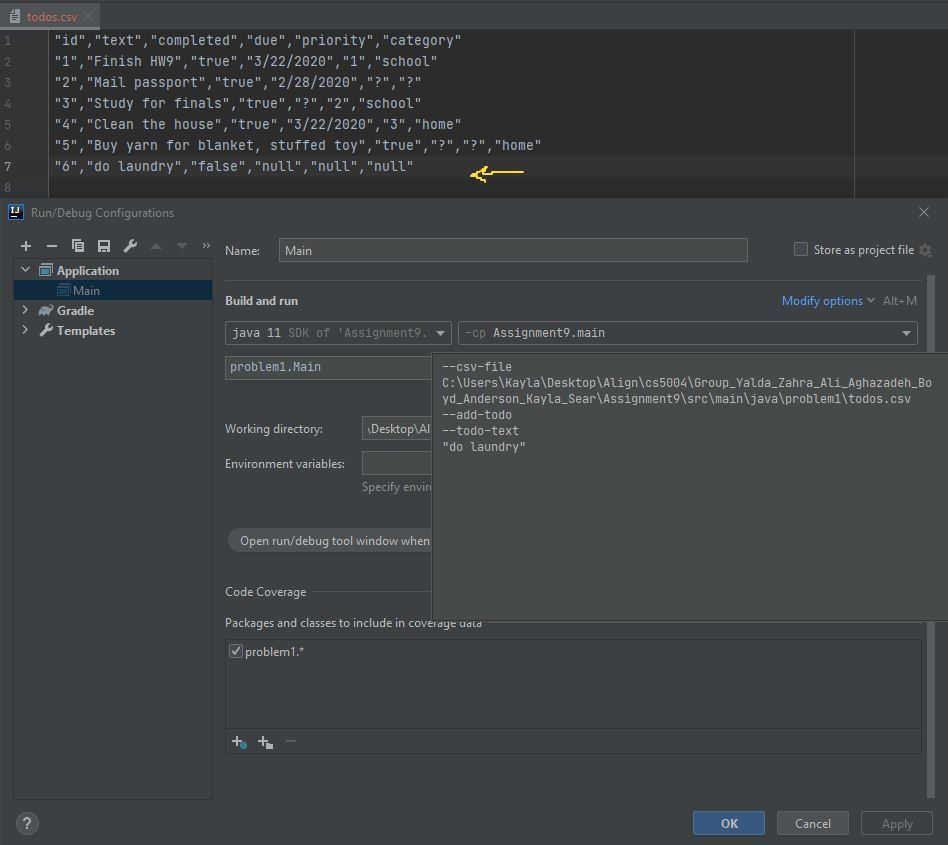 todos.csv
1 "id","text","completed","due","priority","category"
2 "1","Finish HW9","true","3/22/2020","1","school"
3 "2","Mail passport","true","2/28/2020","?","?"
4 "3","Study for finals","true","?","2","school"
5 "4","Clean the house","true","3/22/2020","3","home"
6 "5","Buy yarn for blanket, stuffed toy","true","?","?","home"
7 "6","do laundry","false","null","null","null"
8
IJ Run/Debug Configurations
Application
Main
Gradle
Templates
Name: Main
Store as project file
Build and run
Modify options Alt+M
java 11 SDK of 'Assignment9.
-cp Assignment9.main
problem1.Main
--csv-file
C:\Users\Kayla\Desktop\Align\cs5004\Group_Yalda_Zahra_Ali_Aghazadeh_Bo
yd_Anderson_Kayla_Sear\Assignment9\src\main\java\problem1\todos.csv
--add-todo
--todo-text
"do laundry"
Working directory: \Desktop\Al
Environment variables:
Specify envir
Open run/debug tool window when
Code Coverage
Packages and classes to include in coverage data
problem1.*
?
OK
Cancel
Apply